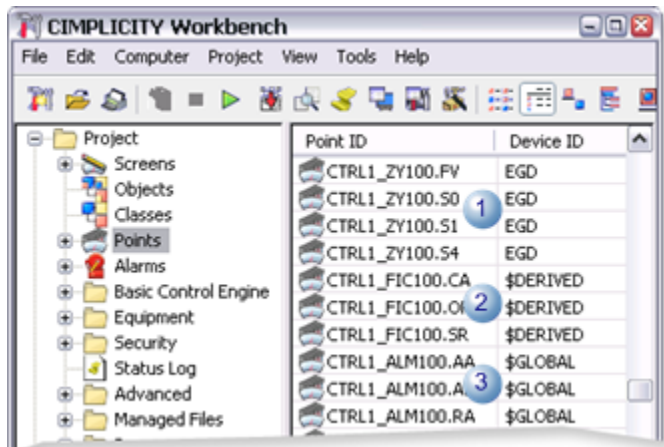 CIMPLICITY Workbench
File Edit Computer Project View Tools Help
Project
Screens
Objects
Classes
Points
Alarms
Basic Control Engine
Equipment
Security
Status Log
Advanced
Managed Files
Point ID Device ID
CTRL1_ZY100.FV EGD
CTRL1_ZY100.S0 EGD
1
CTRL1_ZY100.S1 EGD
CTRL1_ZY100.S4 EGD
CTRL1_FIC100.CA $DERIVED
$DERIVED
2
CTRL1_FIC100.SR $DERIVED
CTRL1_ALM100.AA $GLOBAL
3
$GLOBAL
CTRL1_ALM100.RA $GLOBAL